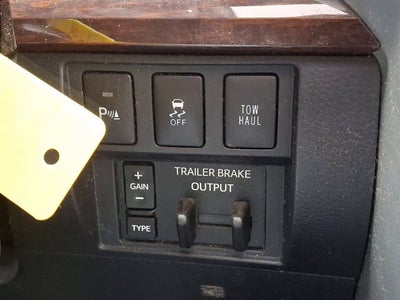 P
OFF
TOW
HAUL
+
GAIN
−
TYPE
TRAILER BRAKE
OUTPUT